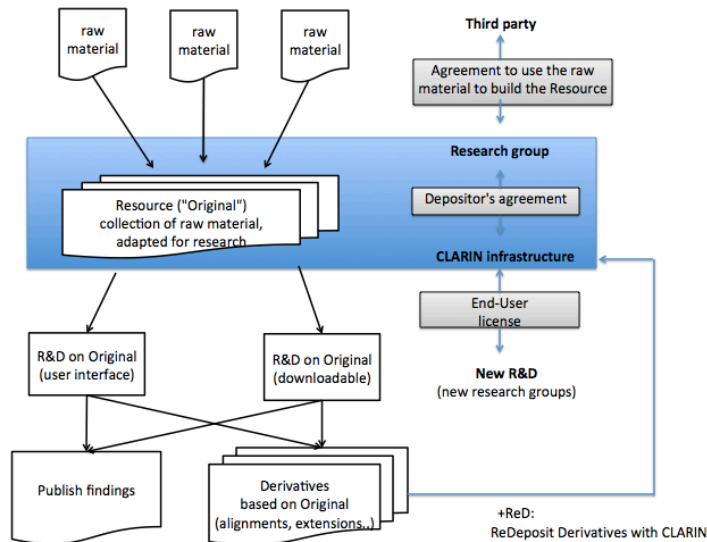 raw
material
raw
material
raw
material
Third party
Agreement to use the raw
material to build the Resource
Research group
Resource ("Original")
collection of raw material,
adapted for research
Depositor's agreement
CLARIN infrastructure
End-User
license
R&D on Original
(user interface)
R&D on Original
(downloadable)
New R&D
(new research groups)
Publish findings
Derivatives
based on Original
(alignments, extensions..)
+ReD:
ReDeposit Derivatives with CLARIN